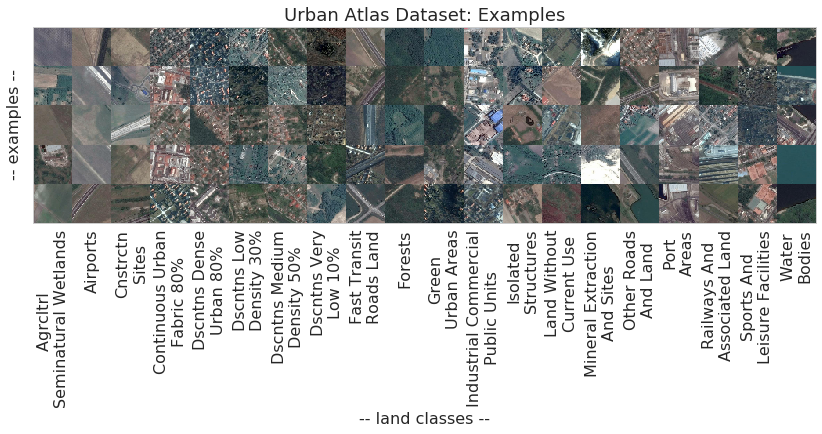 Urban Atlas Dataset: Examples
-- examples --
Agrcltrl
Seminatural Wetlands
Airports
Cnstrctn
Sites
Continuous Urban
Fabric 80%
Dscntns Dense
Urban 80%
Dscntns Low
Density 30%
Dscntns Medium
Density 50%
Dscntns Very
Low 10%
Fast Transit
Roads Land
Forests
Green
Urban Areas
Industrial Commercial
Public Units
Isolated
Structures
Land Without
Current Use
Mineral Extraction
And Sites
Other Roads
And Land
Port
Areas
Railways And
Associated Land
Sports And
Leisure Facilities
Water
Bodies
-- land classes --